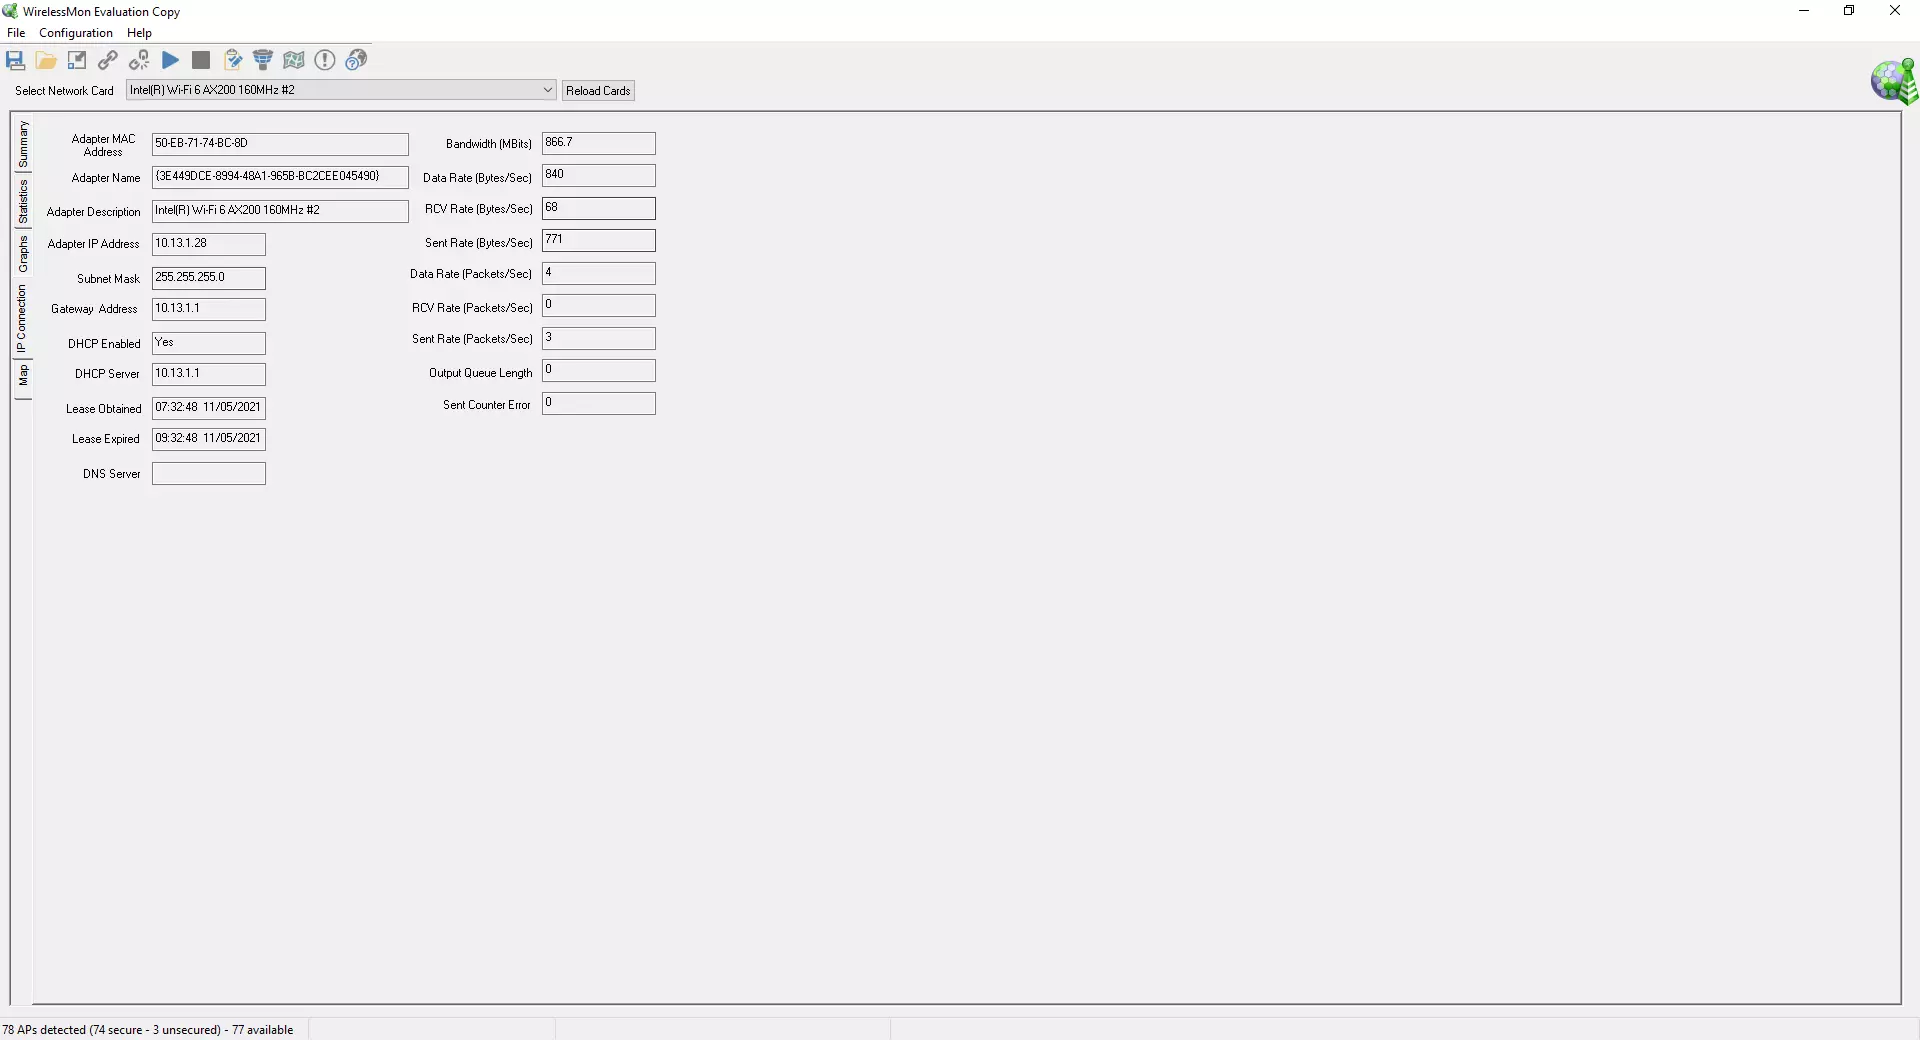 WirelessMon Evaluation Copy
File Configuration Help
Select Network Card Intel(R) Wi-Fi 6 AX200 160MHz #2 Reload Cards
Summary
Statistics
Graphs
IP Connection
Map
Adapter MAC Address 50-EB-71-74-BC-8D
Adapter Name {3E449DCE-8994-48A1-965B-BC2CEE045490}
Adapter Description Intel(R) Wi-Fi 6 AX200 160MHz #2
Adapter IP Address 10.13.1.28
Subnet Mask 255.255.255.0
Gateway Address 10.13.1.1
DHCP Enabled Yes
DHCP Server 10.13.1.1
Lease Obtained 07:32:48 11/05/2021
Lease Expired 09:32:48 11/05/2021
DNS Server
Bandwidth (MBits) 866.7
Data Rate (Bytes/Sec) 840
RCV Rate (Bytes/Sec) 68
Sent Rate (Bytes/Sec) 771
Data Rate (Packets/Sec) 4
RCV Rate (Packets/Sec) 0
Sent Rate (Packets/Sec) 3
Output Queue Length 0
Sent Counter Error 0
78 APs detected (74 secure - 3 unsecured) - 77 available